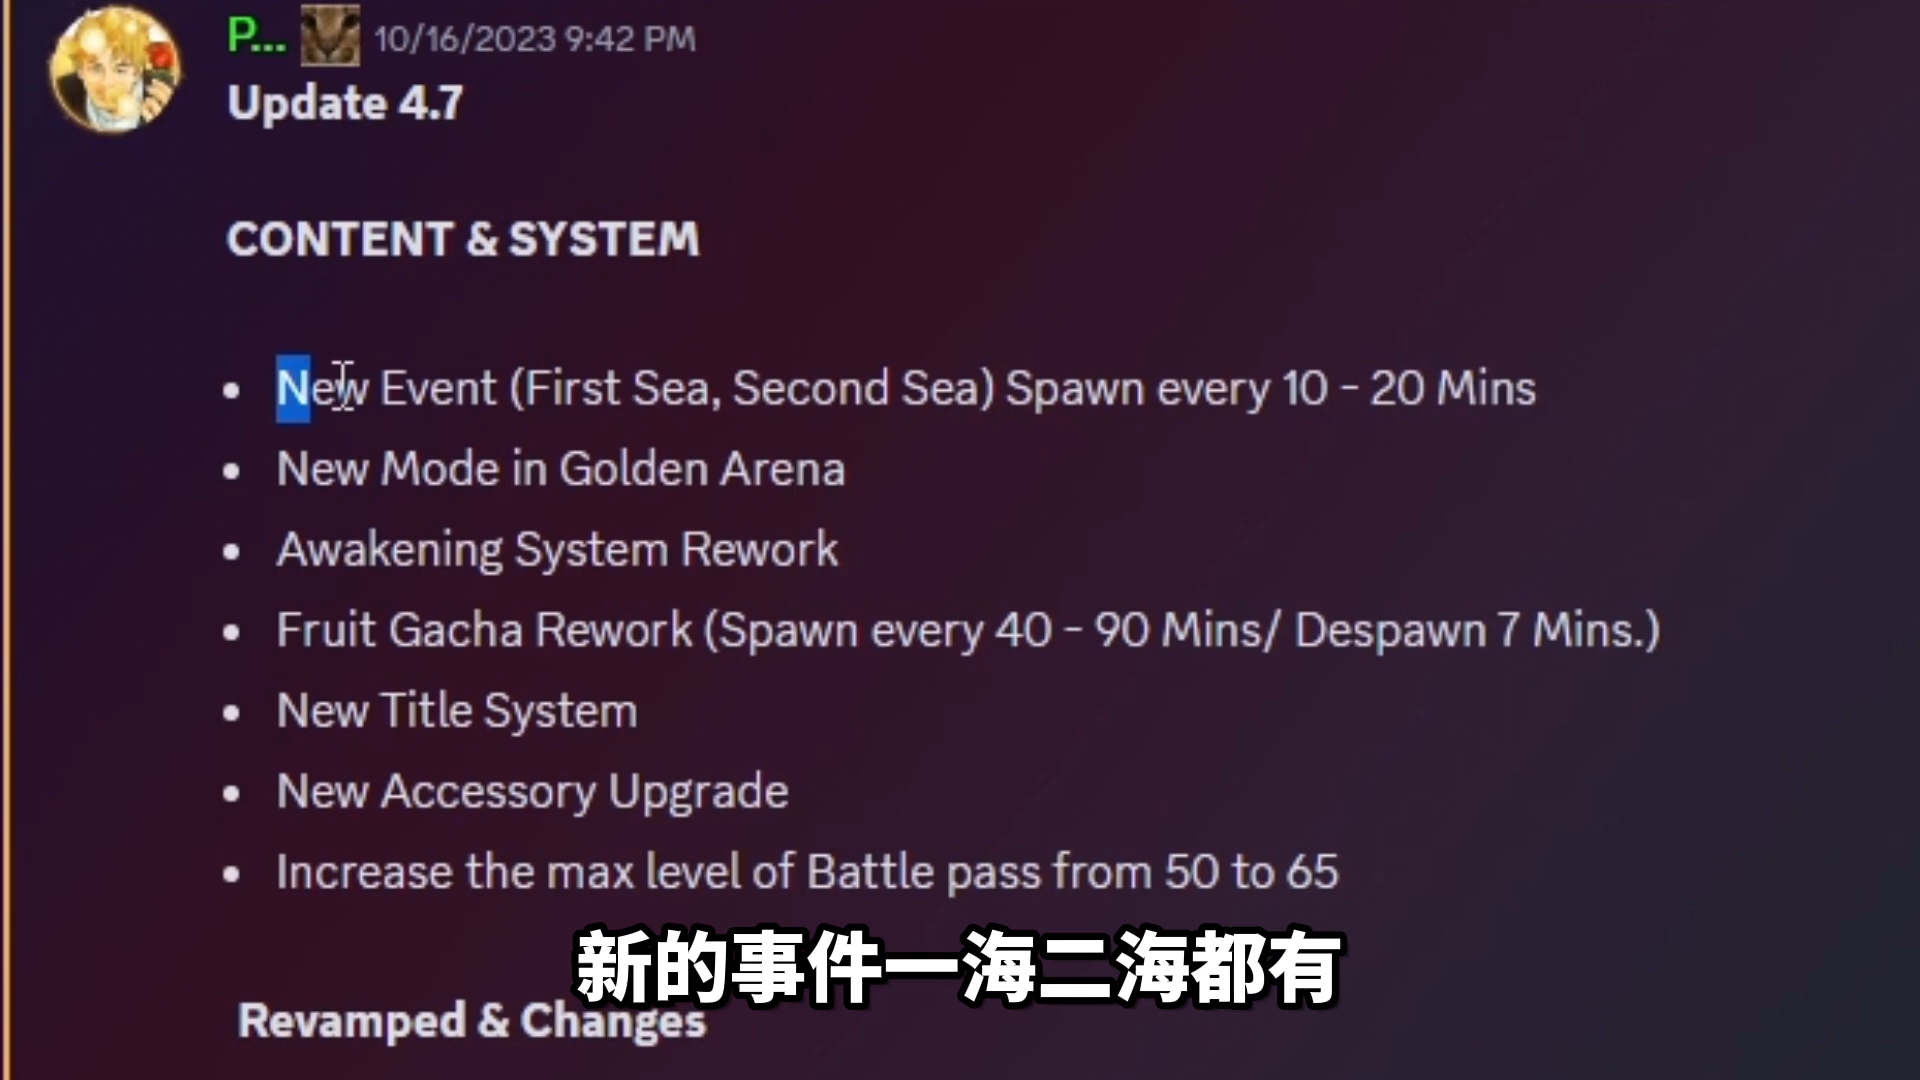 P... 10/16/2023 9:42 PM
Update 4.7
CONTENT & SYSTEM
• New Event (First Sea, Second Sea) Spawn every 10 - 20 Mins
• New Mode in Golden Arena
• Awakening System Rework
• Fruit Gacha Rework (Spawn every 40 - 90 Mins/ Despawn 7 Mins.)
• New Title System
• New Accessory Upgrade
• Increase the max level of Battle pass from 50 to 65
新的事件一海二海都有
Revamped & Changes